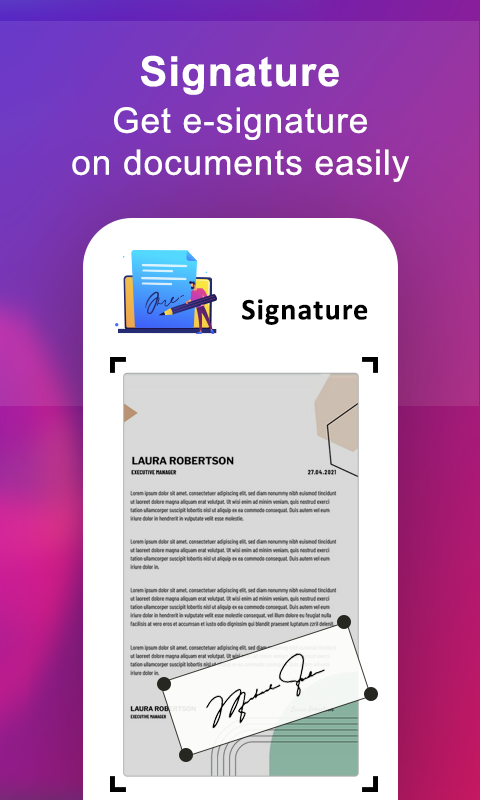 Signature
Get e-signature
on documents easily
Signature
LAURA ROBERTSON
EXECUTIVE MANAGER
27.04.2021
Lorem ipsum dolor sit amet, consectetuer adipiscing elit, sed diam nonummy nibh euismod tincidunt
ut laoreet dolore magna aliquam erat volutpat. Ut wisi enim ad minim veniam, quis nostrud exerci
tation ullamcorper suscipit lobortis nisl ut aliquip ex ea commodo consequat. Duis autem vel eum
iriure dolor in hendrerit in vulputate velit esse molestie.
Lorem ipsum dolor sit amet, consectetuer adipiscing elit, sed diam nonummy nibh euismod tincidunt
ut laoreet dolore magna aliquam erat volutpat. Ut wisi enim ad minim veniam, quis nostrud exerci
tation ullamcorper suscipit lobortis nisl ut aliquip ex ea commodo consequat. Duis autem vel eum
iriure dolor in.
Lorem ipsum dolor sit amet, consectetuer adipiscing elit, sed diam nonummy nibh euismod tincidunt
ut laoreet dolore magna aliquam erat volutpat. Ut wisi enim ad minim veniam, quis nostrud exerci
tation ullamcorper suscipit lobortis nisl ut aliquip ex ea commodo consequat. Duis autem vel eum
iriure dolor in hendrerit in vulputate velit esse molestie consequat, vel illum dolore eu feugiat nulla
facilisis at vero eros et accumsan et iusto odio dignissim qui blandit praesent luptatum zzril delenit
Lorem ipsum dolor sit amet, consectetuer adipiscing elit, sed
ut laoreet dolore magna aliquam erat volutpat.
tation ullamcorper suscipit lobortis
iriure dolor in.
LAURA ROB
EXECUTIVE MANAGER